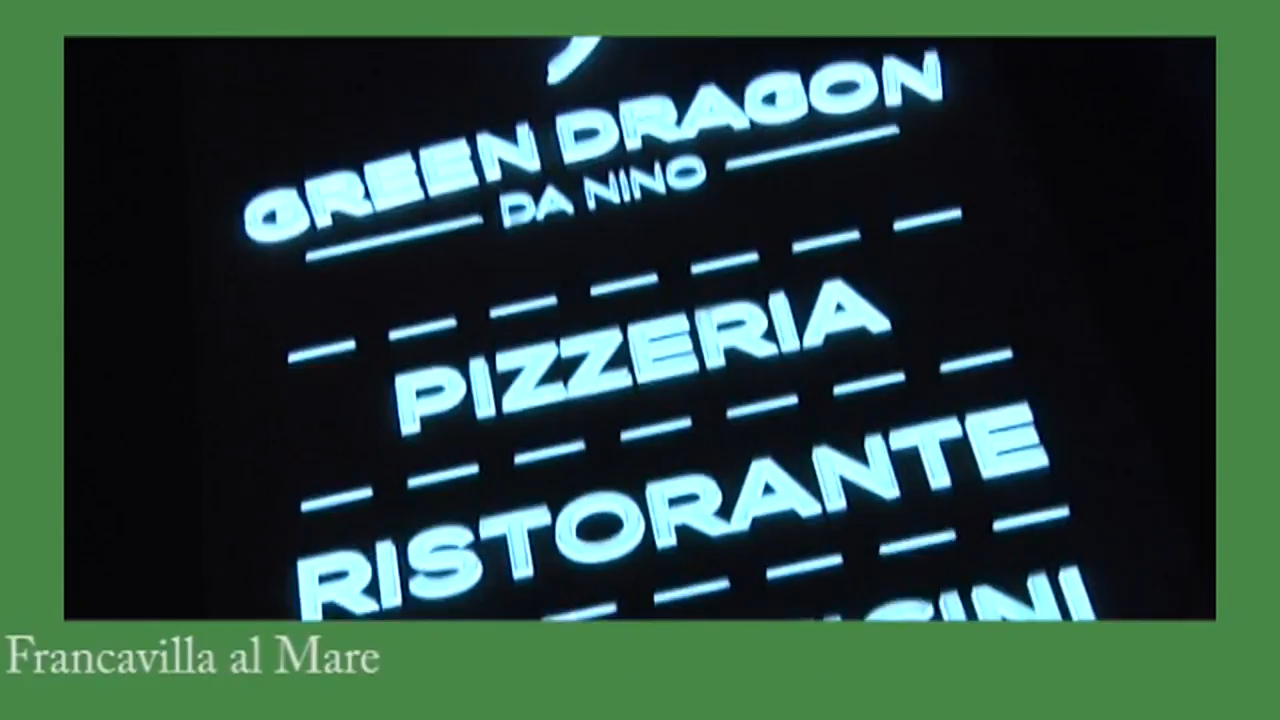 GREEN DRAGON
DA NINO
PIZZERIA
RISTORANTE
Francavilla al Mare